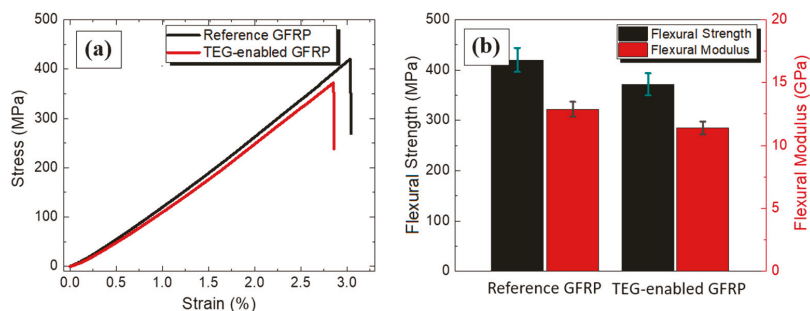 (a)
Reference GFRP
TEG-enabled GFRP
500
400
300
200
100
0
Stress (MPa)
0.0 0.5 1.0 1.5 2.0 2.5 3.0
Strain (%)
(b)
Flexural Strength
Flexural Modulus
500
400
300
200
100
0
Flexural Strength (MPa)
20
15
10
5
0
Flexural Modulus (GPa)
Reference GFRP TEG-enabled GFRP